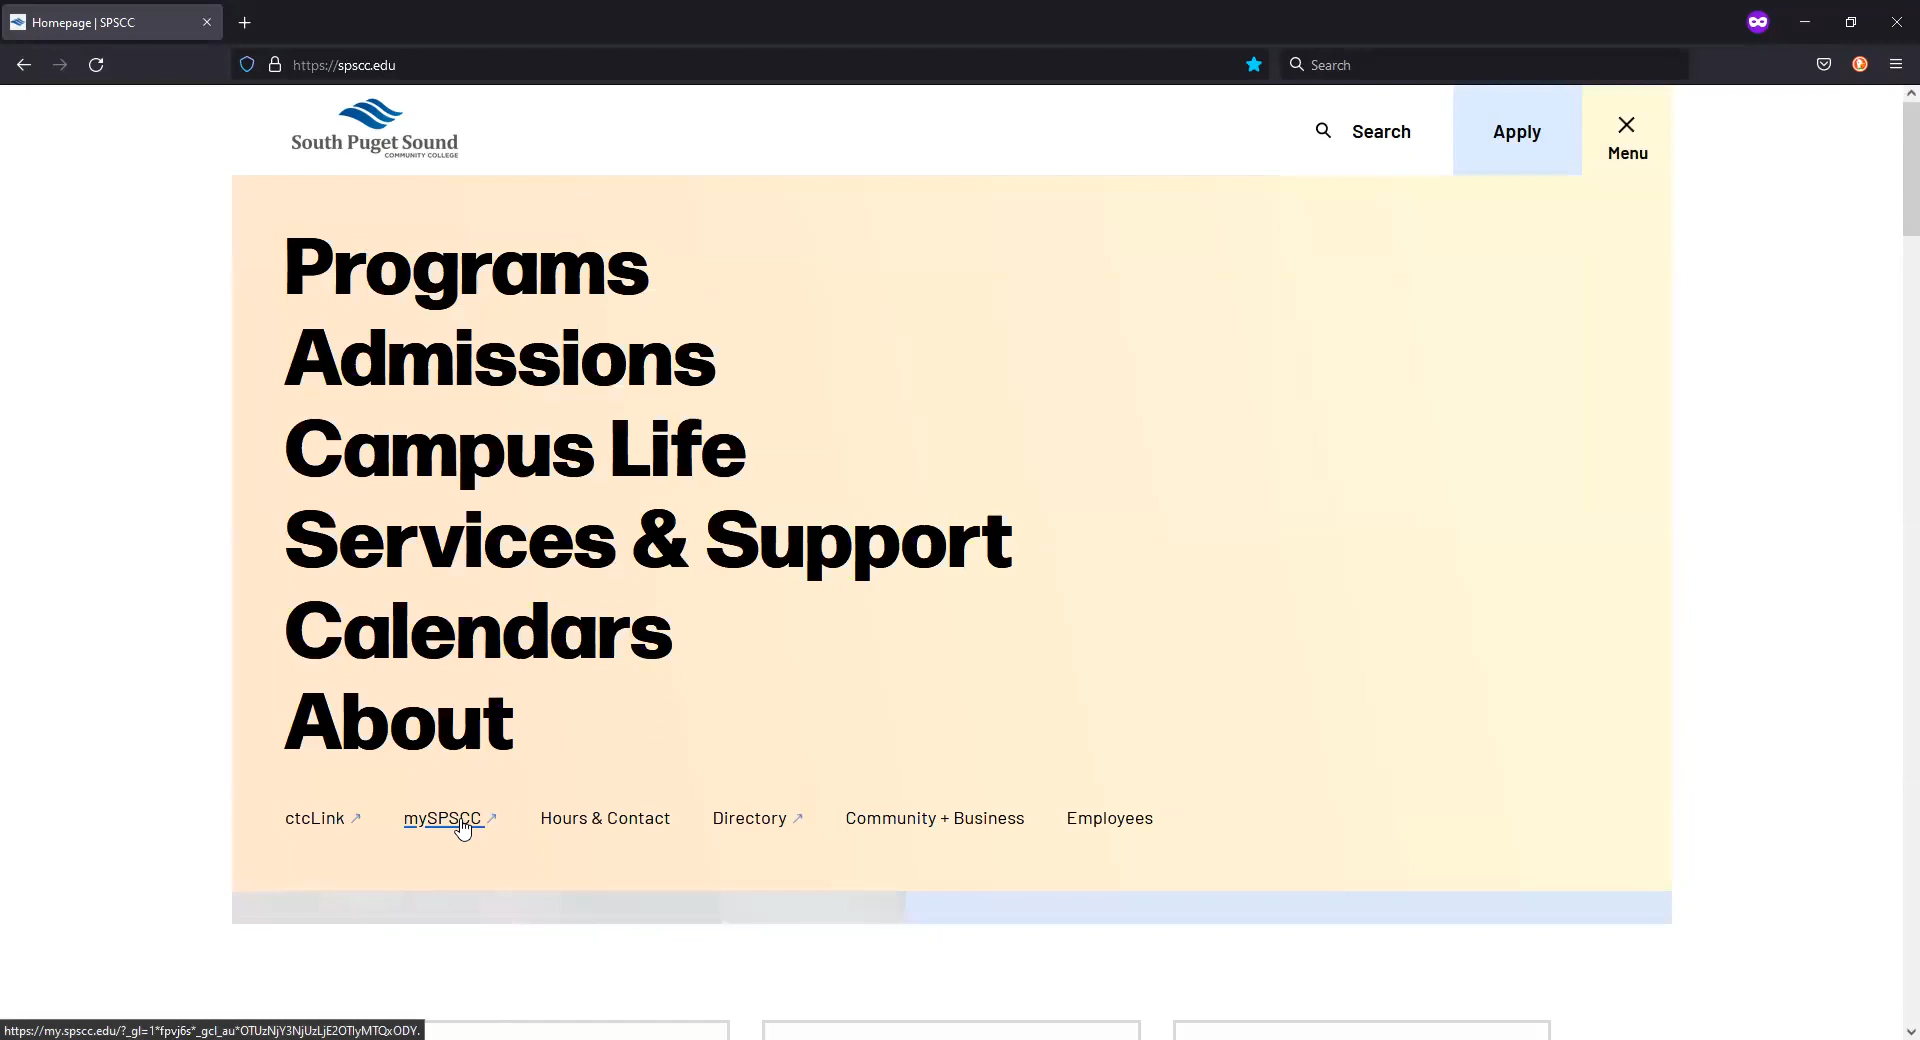 Homepage | SPSCC
https://spscc.edu
Search
South Puget Sound
COMMUNITY COLLEGE
Search
Apply
Menu
Programs
Admissions
Campus Life
Services & Support
Calendars
About
ctcLink ↗ mySPSCC ↗ Hours & Contact Directory ↗ Community + Business Employees
https://my.spscc.edu/?_gl=1*fpvj6s*_gcl_au*OTUzNjY3NjUzLjE2OTIyMTQxODY.